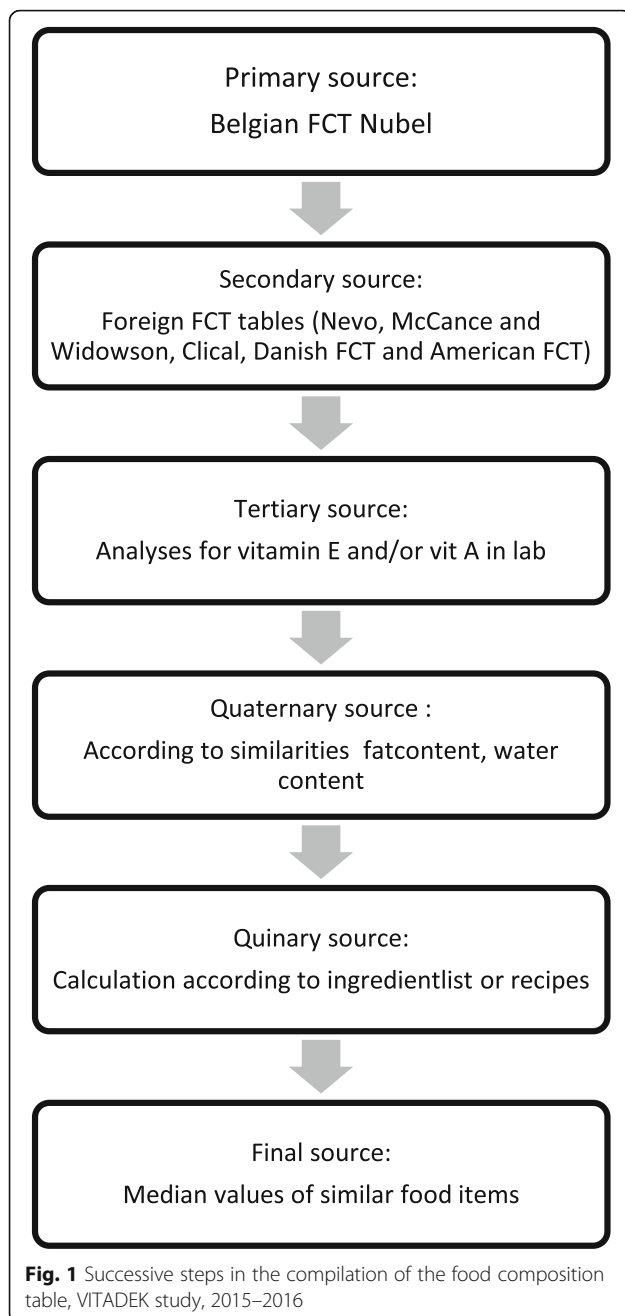 Primary source:
Belgian FCT Nubel
Secondary source:
Foreign FCT tables (Nevo, McCance and
Widowson, Clical, Danish FCT and American FCT)
Tertiary source:
Analyses for vitamin E and/or vit A in lab
Quaternary source :
According to similarities  fatcontent, water
content
Quinary source:
Calculation according to ingredientlist or recipes
Final source:
Median values of similar food items
Fig. 1 Successive steps in the compilation of the food composition
table, VITADEK study, 2015–2016